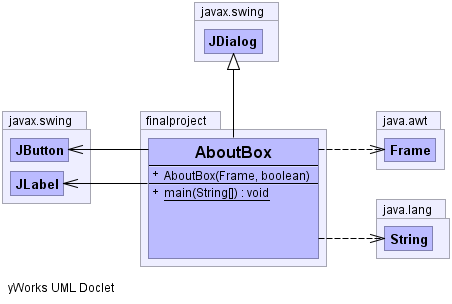 javax.swing
JDialog
javax.swing
JButton
JLabel
finalproject
AboutBox
+ AboutBox(Frame, boolean)
+ main(String[]) : void
java.awt
Frame
java.lang
String
yWorks UML Doclet